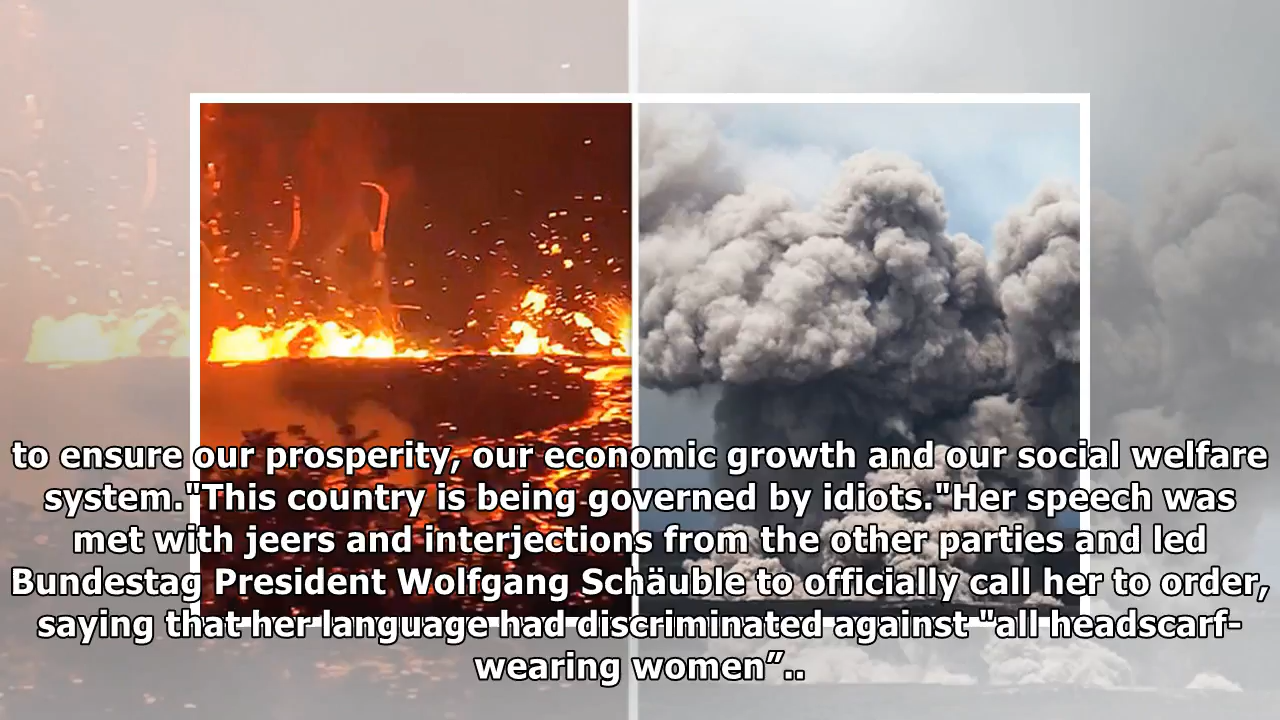 to ensure our prosperity, our economic growth and our social welfare
system."This country is being governed by idiots."Her speech was
met with jeers and interjections from the other parties and led
Bundestag President Wolfgang Schäuble to officially call her to order,
saying that her language had discriminated against "all headscarf-
wearing women”..